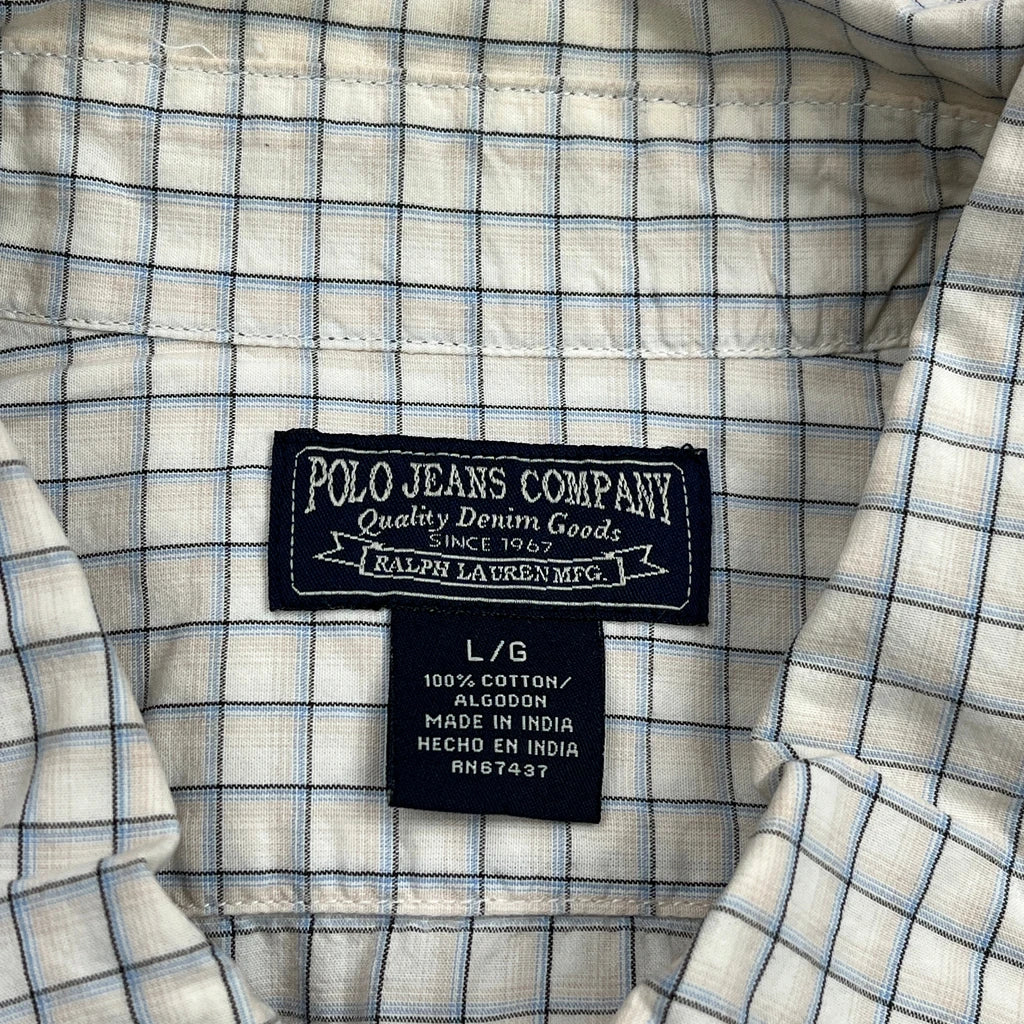 POLO JEANS COMPANY
Quality Denim Goods
SINCE 1967
RALPH LAUREN MFG.
L/G
100% COTTON/
ALGODON
MADE IN INDIA
HECHO EN INDIA
RN67437